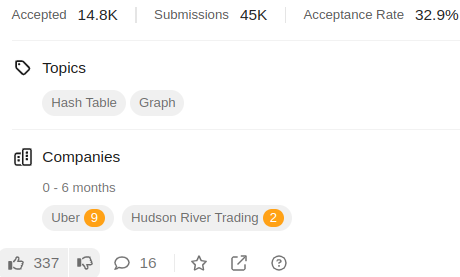 Accepted 14.8K Submissions 45K Acceptance Rate 32.9%
Topics
Hash Table Graph
Companies
0 - 6 months
Uber 9 Hudson River Trading 2
337 16